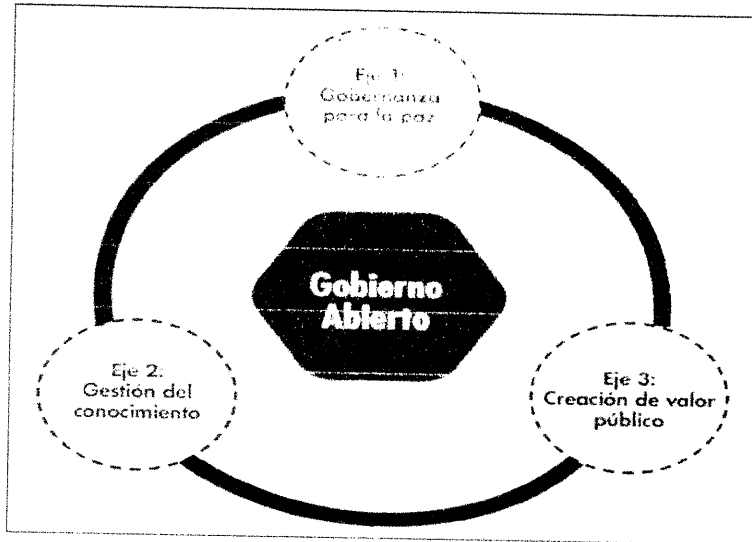 Eje 1:
Gobernanza
para la paz
Gobierno
Abierto
Eje 2:
Gestión del
conocimiento
Eje 3:
Creación de valor
público